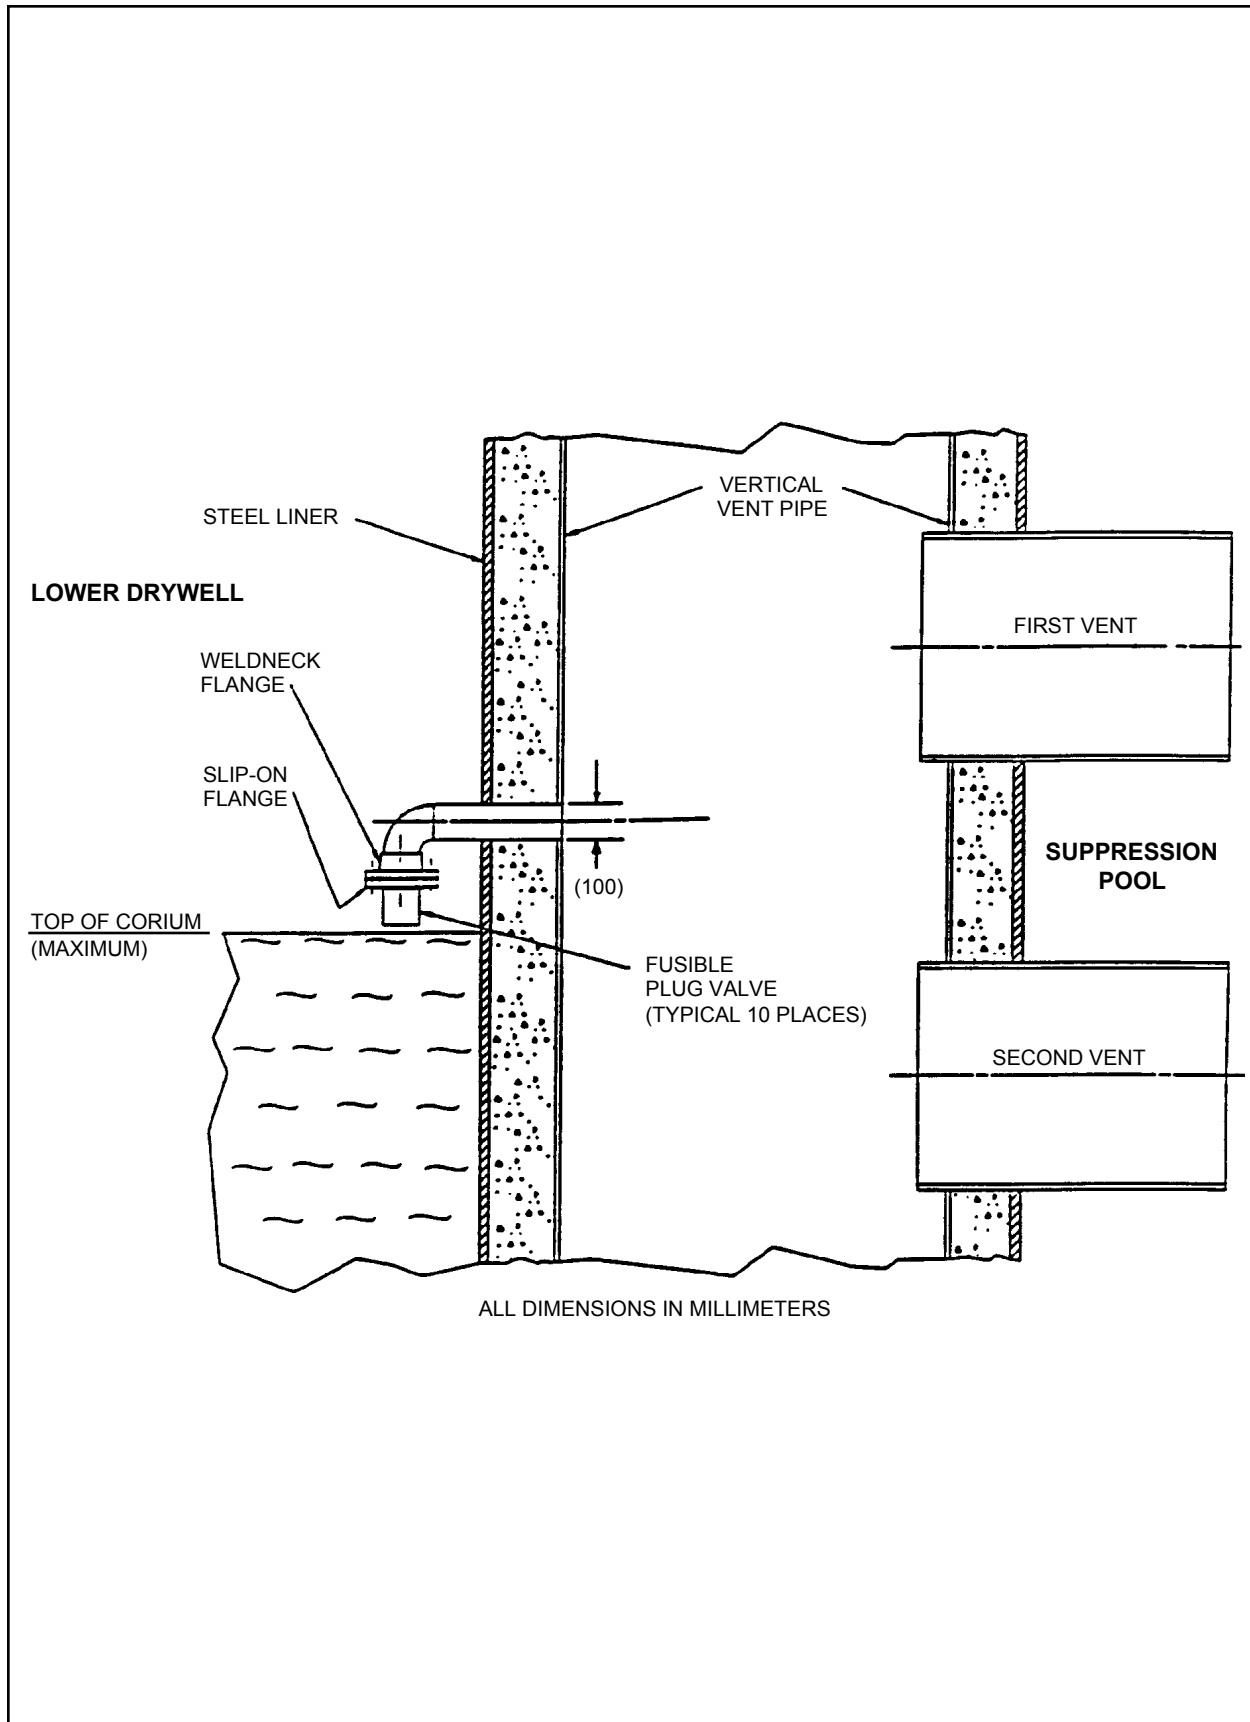 VERTICAL
VENT PIPE
STEEL LINER
LOWER DRYWELL
FIRST VENT
WELDNECK
FLANGE
SLIP-ON
FLANGE
SUPPRESSION
POOL
(100)
TOP OF CORIUM
(MAXIMUM)
FUSIBLE
PLUG VALVE
(TYPICAL 10 PLACES)
SECOND VENT
ALL DIMENSIONS IN MILLIMETERS